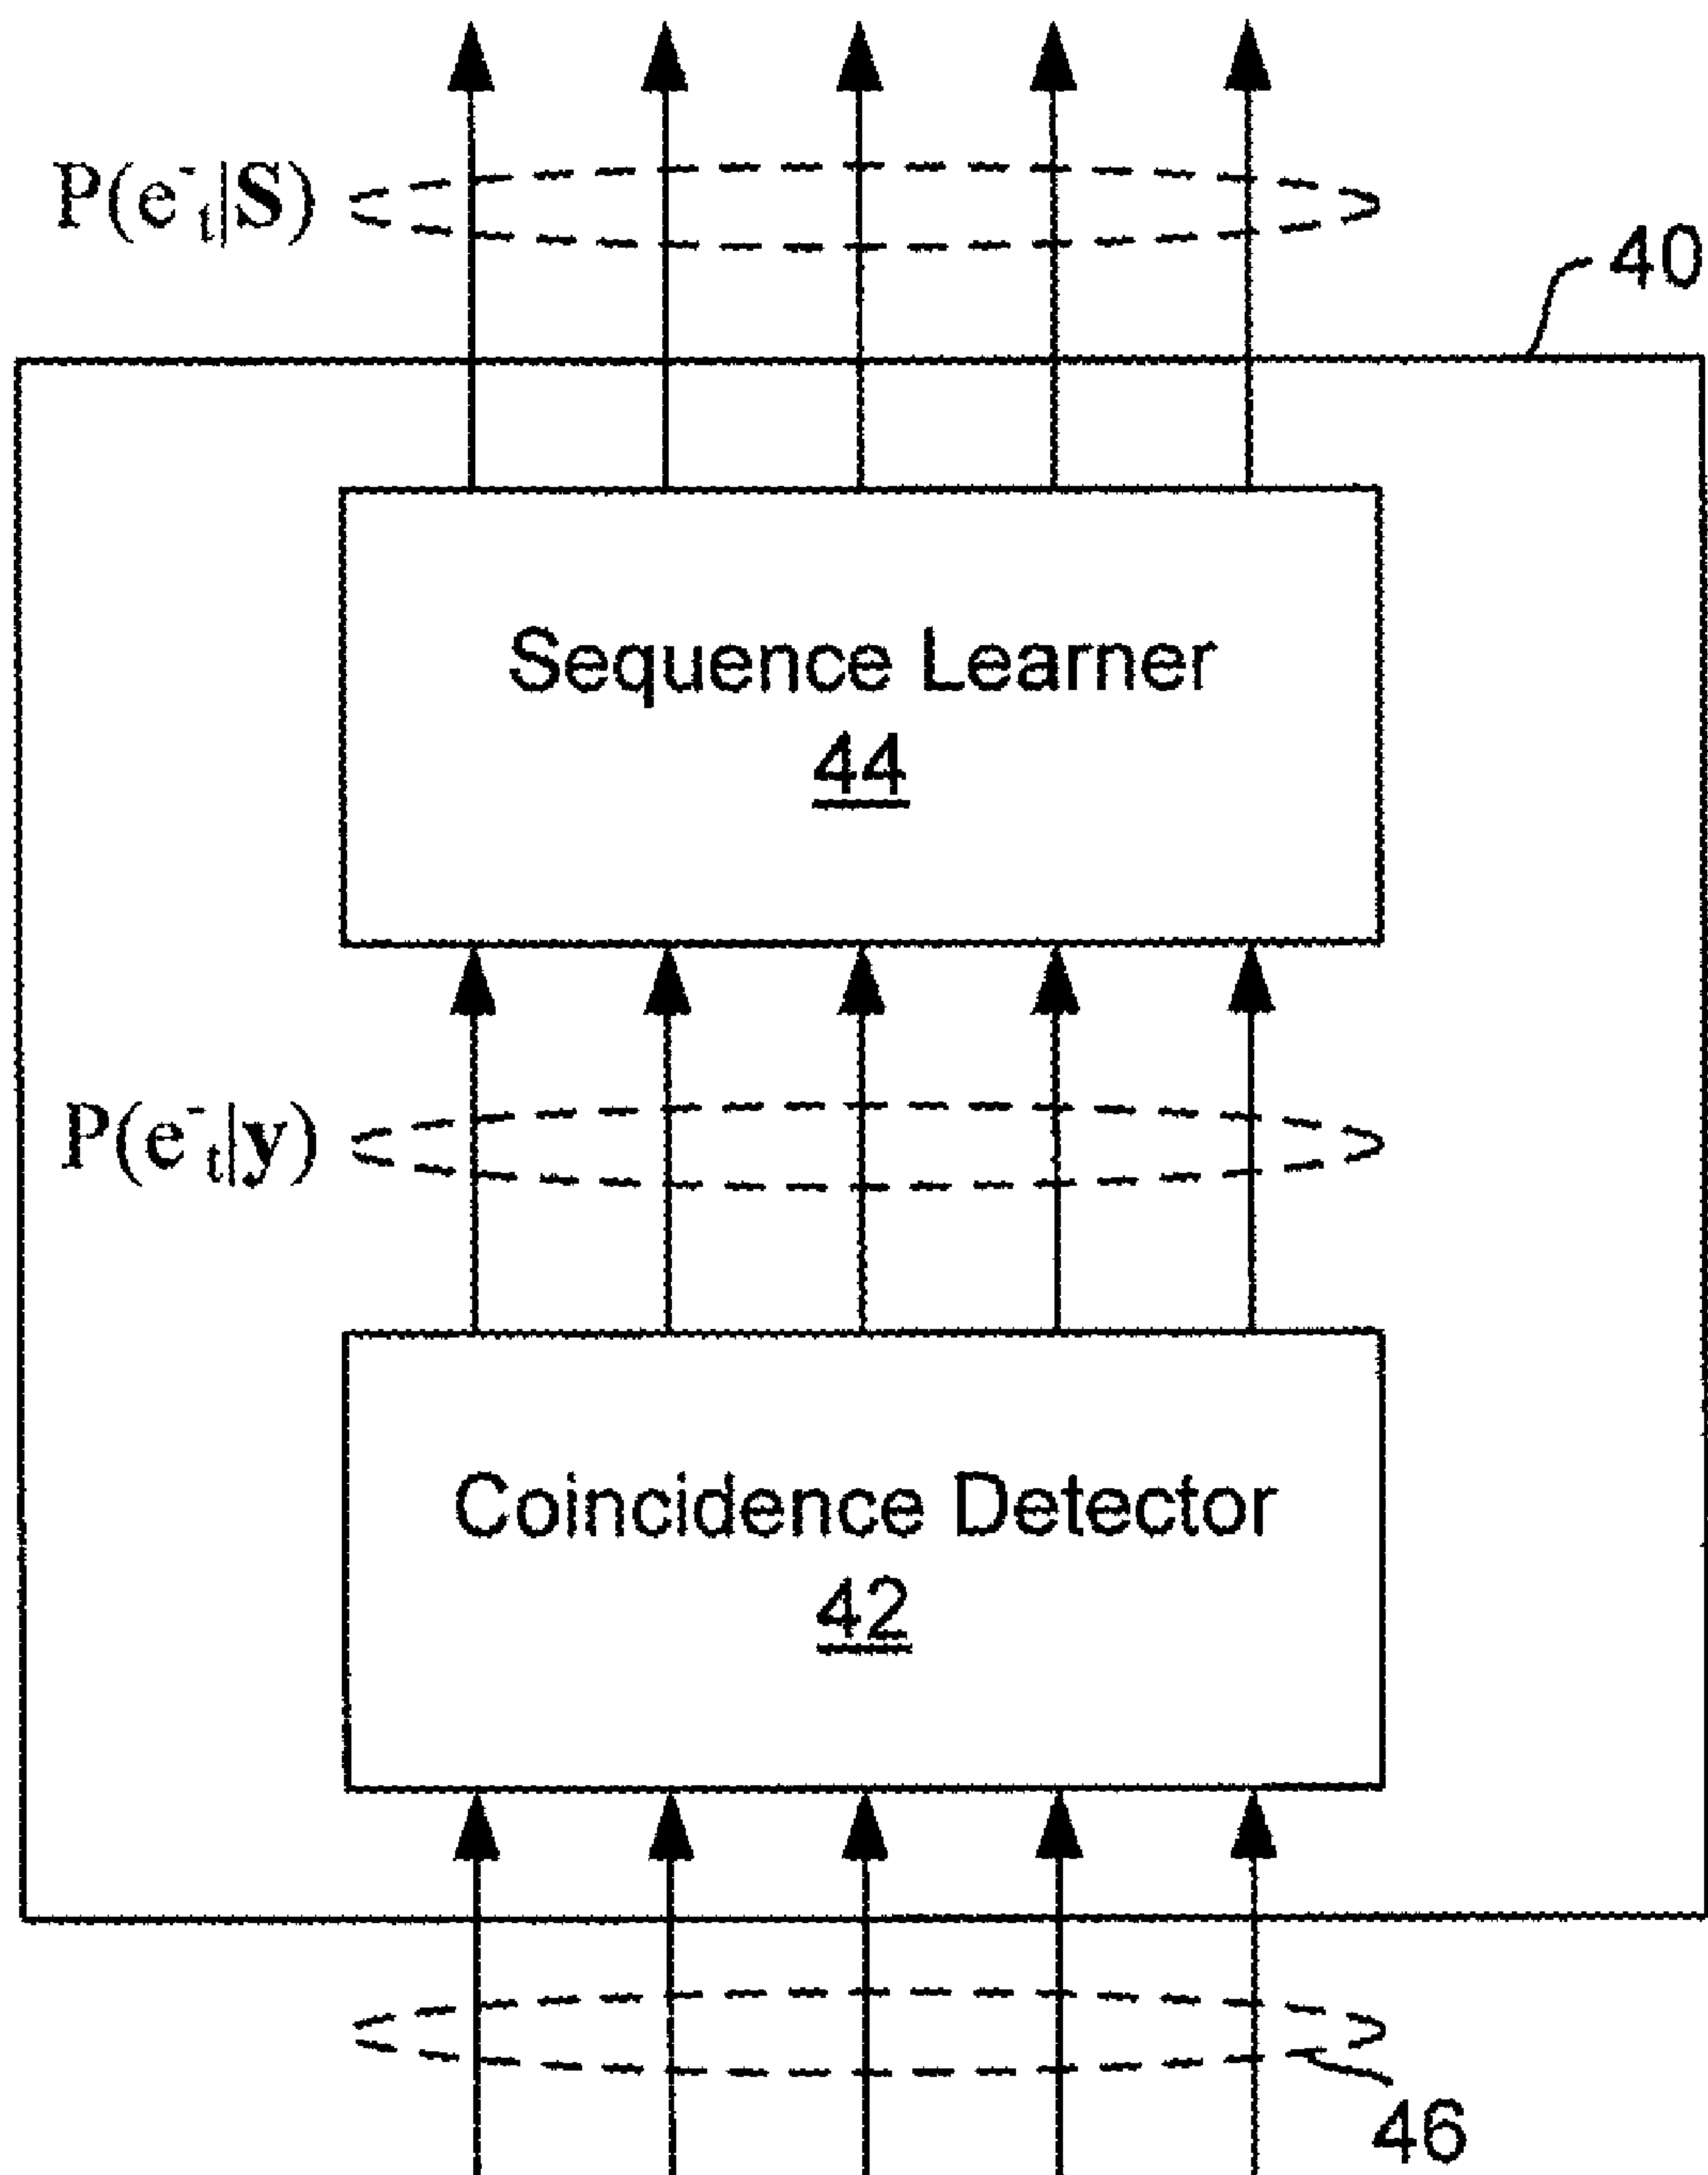 P(e⁻ₜ|S)
40
Sequence Learner
44
P(e⁻ₜ|y)
Coincidence Detector
42
46